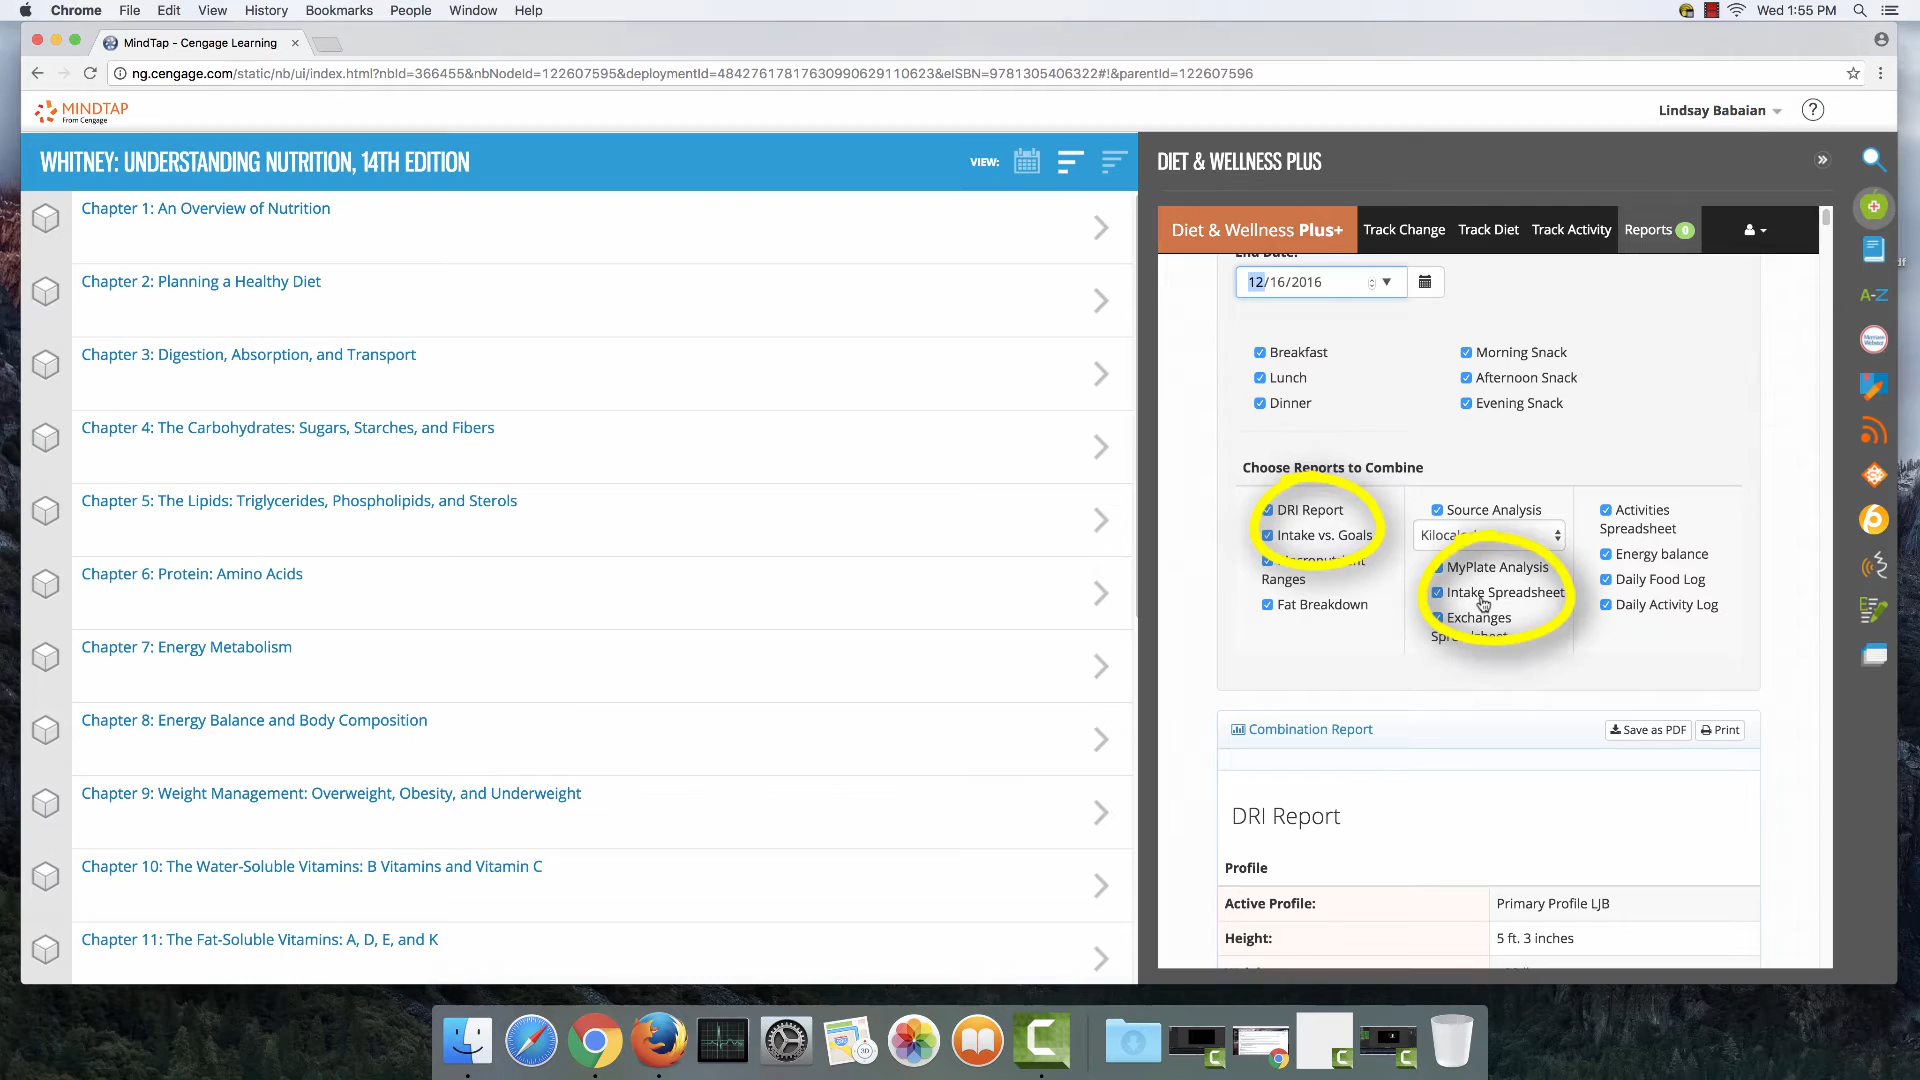 Chrome File Edit View History Bookmarks People Window Help Wed 1:55 PM
MindTap - Cengage Learning
ng.cengage.com/static/nb/ui/index.html?nbId=366455&nbNodeId=122607595&deploymentId=48427617817630990629110623&eISBN=9781305406322#!&parentId=122607596
MINDTAP
From Cengage
Lindsay Babaian ?
WHITNEY: UNDERSTANDING NUTRITION, 14TH EDITION
VIEW:
Chapter 1: An Overview of Nutrition
Chapter 2: Planning a Healthy Diet
Chapter 3: Digestion, Absorption, and Transport
Chapter 4: The Carbohydrates: Sugars, Starches, and Fibers
Chapter 5: The Lipids: Triglycerides, Phospholipids, and Sterols
Chapter 6: Protein: Amino Acids
Chapter 7: Energy Metabolism
Chapter 8: Energy Balance and Body Composition
Chapter 9: Weight Management: Overweight, Obesity, and Underweight
Chapter 10: The Water-Soluble Vitamins: B Vitamins and Vitamin C
Chapter 11: The Fat-Soluble Vitamins: A, D, E, and K
DIET & WELLNESS PLUS
Diet & Wellness Plus+ Track Change Track Diet Track Activity Reports 0
End Date:
12/16/2016
Breakfast Morning Snack
Lunch Afternoon Snack
Dinner Evening Snack
Choose Reports to Combine
DRI Report
Intake vs. Goals
Macronutrient
Ranges
Fat Breakdown
Source Analysis
MyPlate Analysis
Intake Spreadsheet
Exchanges
Spreadsheet
Activities
Spreadsheet
Energy balance
Daily Food Log
Daily Activity Log
Combination Report Save as PDF Print
DRI Report
Profile
Active Profile: Primary Profile LJB
Height: 5 ft. 3 inches
A-Z
df